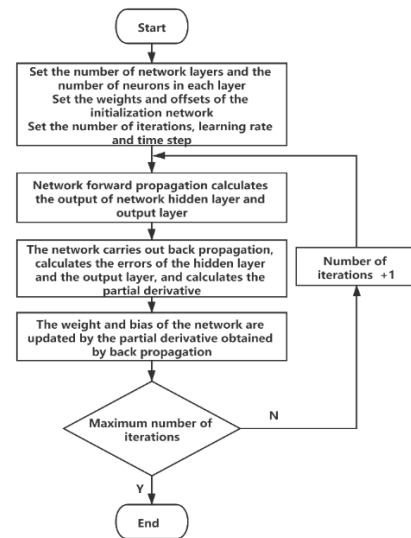 Start
Set the number of network layers and the
number of neurons in each layer
Set the weights and offsets of the
initialization network
Set the number of iterations, learning rate
and time step
Network forward propagation calculates
the output of network hidden layer and
output layer
The network carries out back propagation,
calculates the errors of the hidden layer
and the output layer, and calculates the
partial derivative
Number of
iterations +1
The weight and bias of the network are
updated by the partial derivative obtained
by back propagation
Maximum number of
iterations
N
Y
End